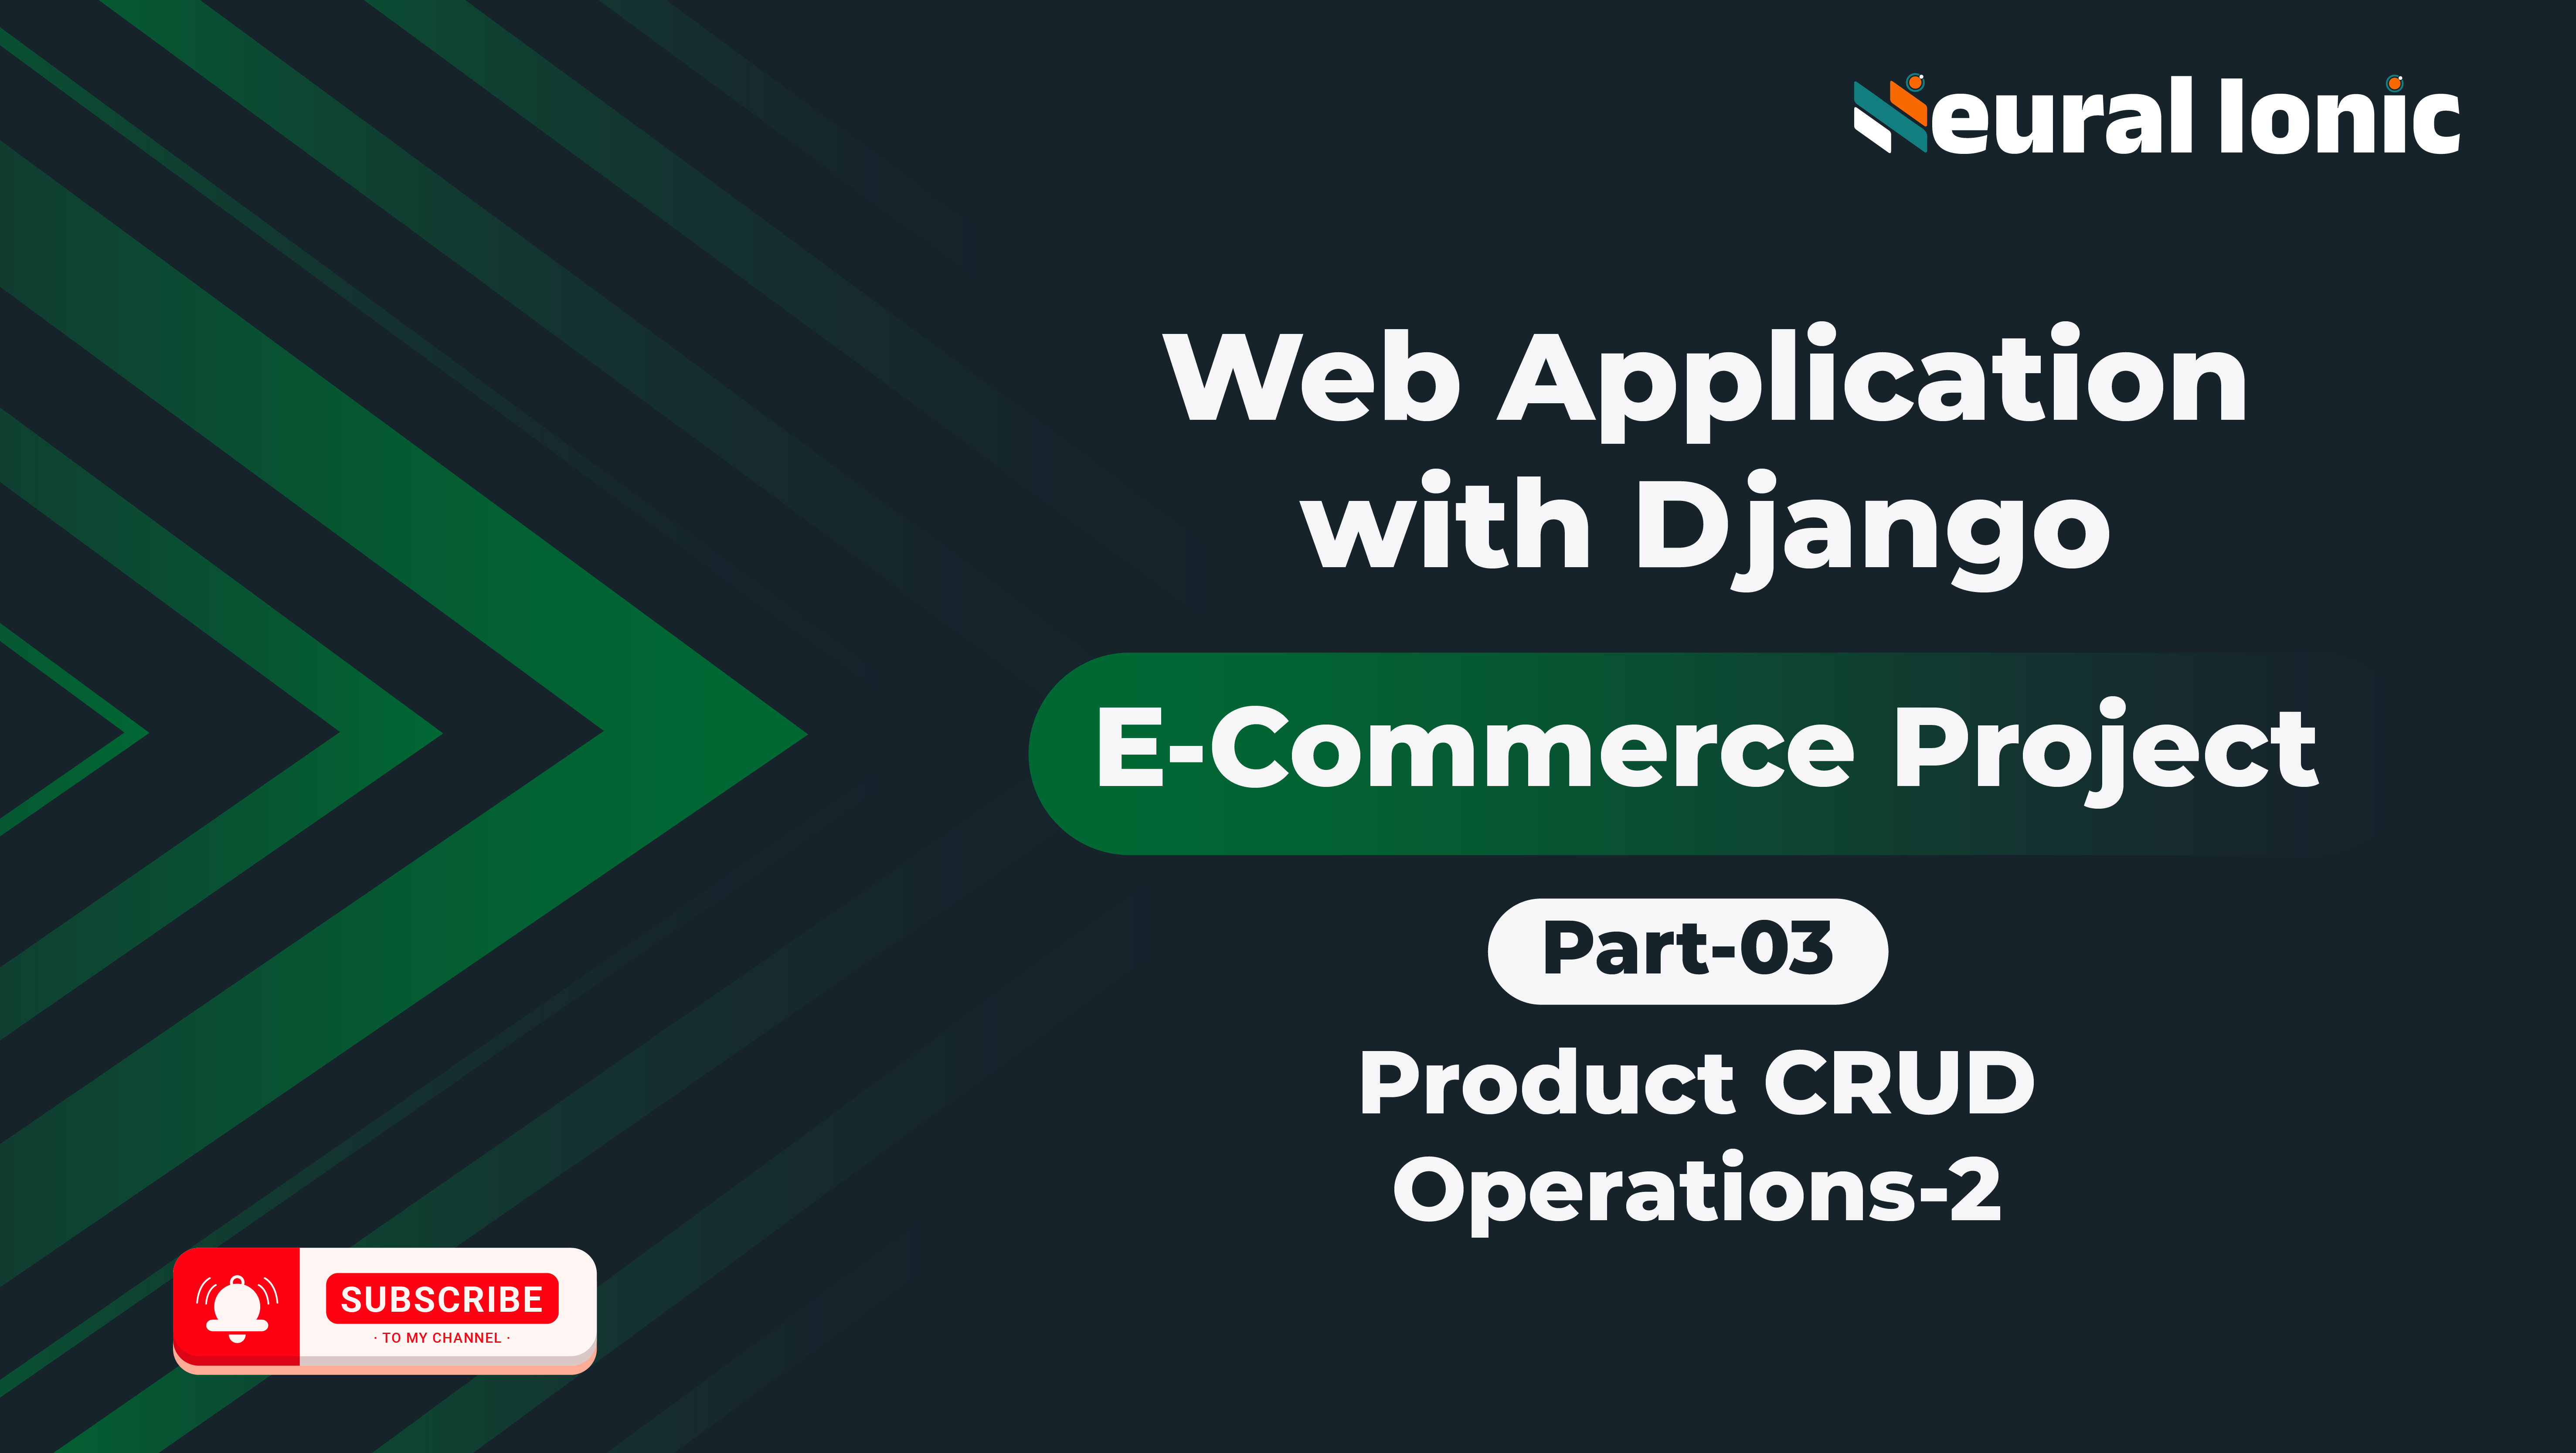 Neural Ionic
Web Application
with Django
E-Commerce Project
Part-03
Product CRUD
Operations-2
SUBSCRIBE
· TO MY CHANNEL ·